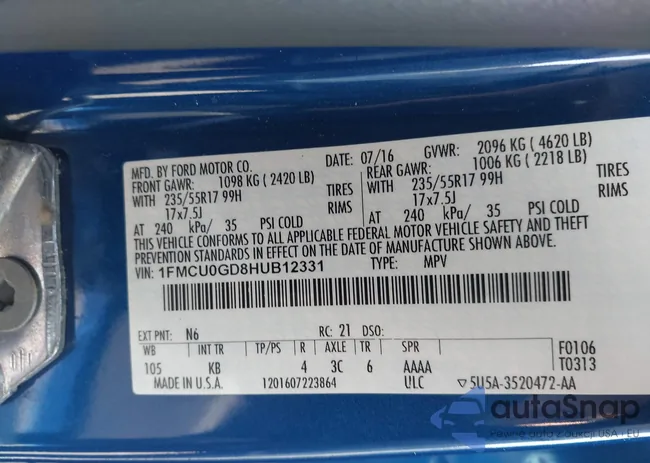 MFD. BY FORD MOTOR CO.
DATE: 07/16 GVWR: 2096 KG ( 4620 LB)
FRONT GAWR: 1098 KG ( 2420 LB) REAR GAWR: 1006 KG ( 2218 LB)
WITH 235/55R17 99H TIRES WITH 235/55R17 99H TIRES
17x7.5J RIMS 17x7.5J RIMS
AT 240 kPa/ 35 PSI COLD AT 240 kPa/ 35 PSI COLD
THIS VEHICLE CONFORMS TO ALL APPLICABLE FEDERAL MOTOR VEHICLE SAFETY AND THEFT
PREVENTION STANDARDS IN EFFECT ON THE DATE OF MANUFACTURE SHOWN ABOVE.
VIN: 1FMCU0GD8HUB12331 TYPE: MPV
EXT PNT: N6 RC: 21 DSO:
WB INT TR TP/PS R AXLE TR SPR F0106
105 KB 4 3C 6 AAAA T0313
MADE IN U.S.A. 1201607223864 ULC ▽5U5A-3520472-AA
autoSnap
Pewne data z aukcji USA i EU